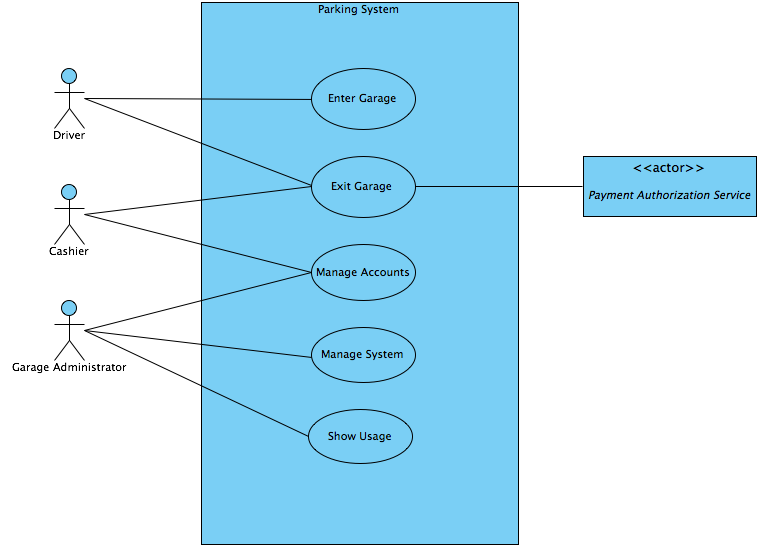 Parking System
Enter Garage
Driver
Exit Garage
<<actor>>
Payment Authorization Service
Cashier
Manage Accounts
Garage Administrator
Manage System
Show Usage